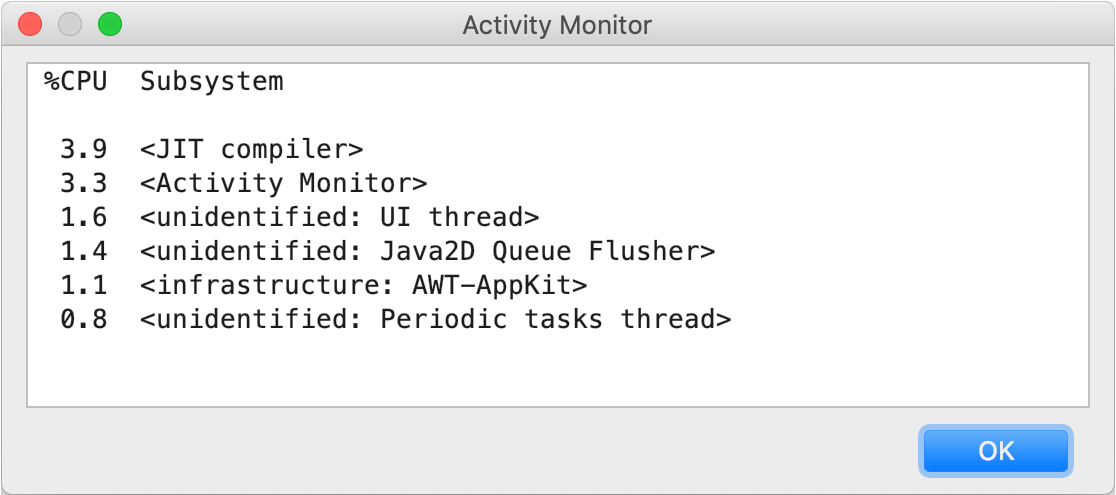 Activity Monitor
%CPU  Subsystem
3.9  <JIT compiler>
3.3  <Activity Monitor>
1.6  <unidentified: UI thread>
1.4  <unidentified: Java2D Queue Flusher>
1.1  <infrastructure: AWT-AppKit>
0.8  <unidentified: Periodic tasks thread>
OK